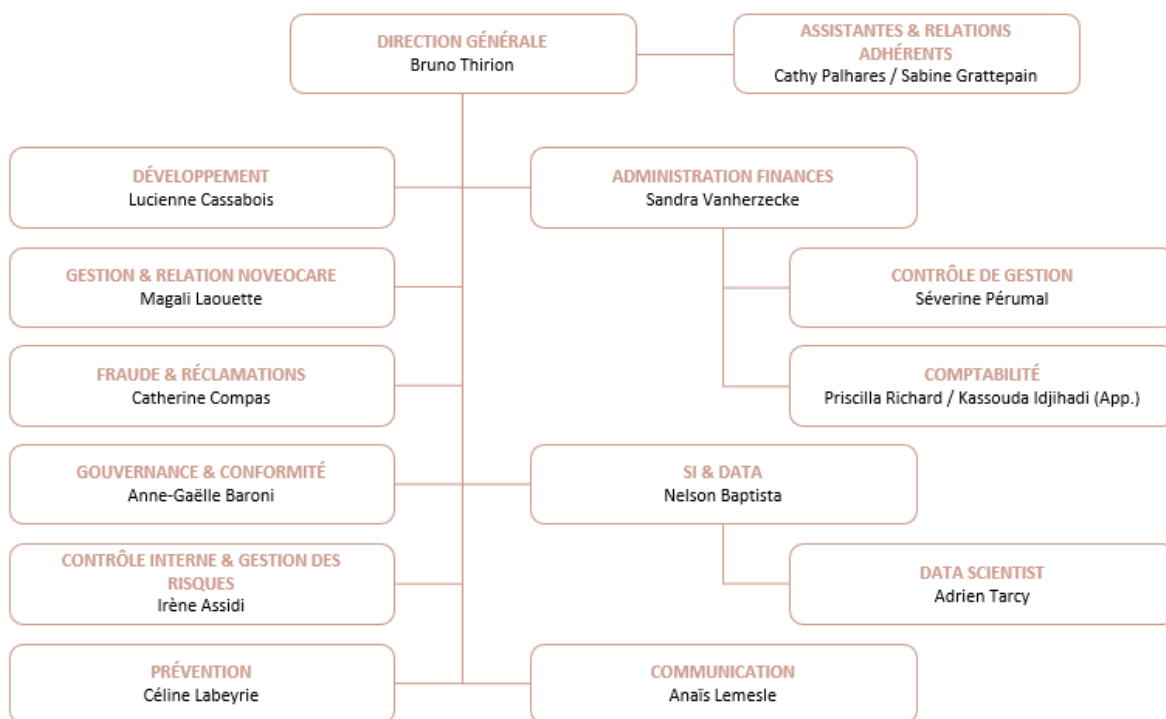 DIRECTION GÉNÉRALE
Bruno Thirion
ASSISTANTES & RELATIONS
ADHÉRENTS
Cathy Palhares / Sabine Grattepain
DÉVELOPPEMENT
Lucienne Cassabois
ADMINISTRATION FINANCES
Sandra Vanherzecke
GESTION & RELATION NOVEOCARE
Magali Laouette
CONTRÔLE DE GESTION
Séverine Pérumal
FRAUDE & RÉCLAMATIONS
Catherine Compas
COMPTABILITÉ
Priscilla Richard / Kassouda Idjihadi (App.)
GOUVERNANCE & CONFORMITÉ
Anne-Gaëlle Baroni
SI & DATA
Nelson Baptista
CONTRÔLE INTERNE & GESTION DES
RISQUES
Irène Assidi
DATA SCIENTIST
Adrien Tarcy
PRÉVENTION
Céline Labeyrie
COMMUNICATION
Anaïs Lemesle